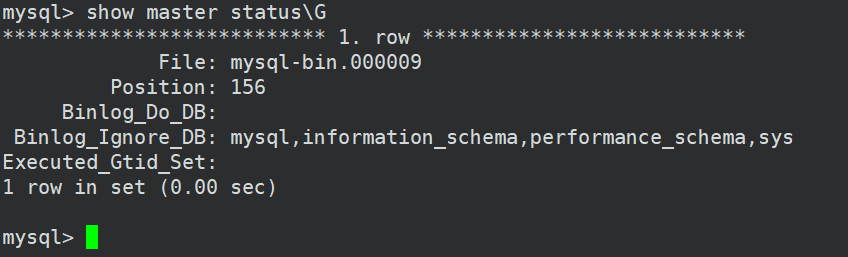 mysql> show master status\G
*************************** 1. row ***************************
File: mysql-bin.000009
Position: 156
Binlog_Do_DB:
Binlog_Ignore_DB: mysql,information_schema,performance_schema,sys
Executed_Gtid_Set:
1 row in set (0.00 sec)
mysql>